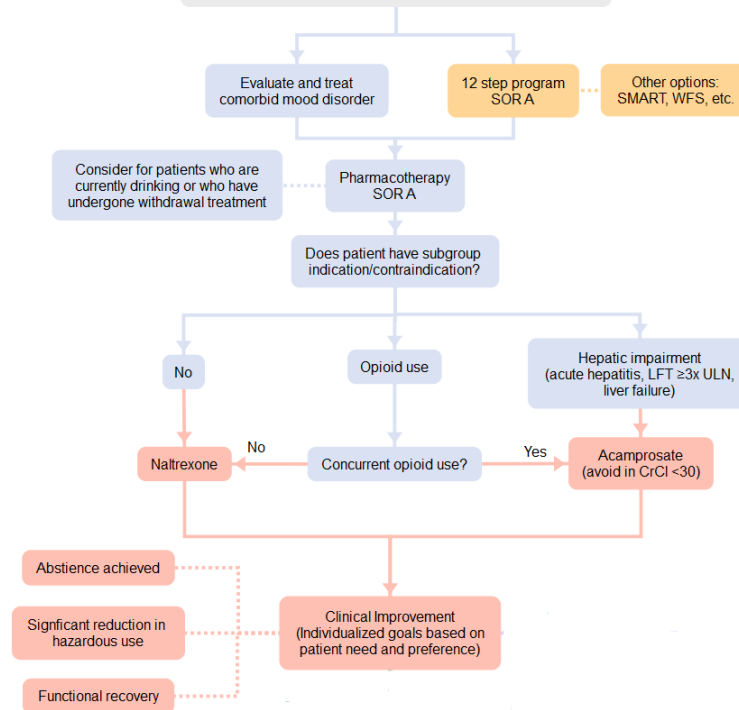 Evaluate and treat
comorbid mood disorder
12 step program
SOR A
Other options:
SMART, WFS, etc.
Consider for patients who are
currently drinking or who have
undergone withdrawal treatment
Pharmacotherapy
SOR A
Does patient have subgroup
indication/contraindication?
No
Opioid use
Hepatic impairment
(acute hepatitis, LFT ≥3x ULN,
liver failure)
Naltrexone
No
Concurrent opioid use?
Yes
Acamprosate
(avoid in CrCl <30)
Abstience achieved
Signficant reduction in
hazardous use
Functional recovery
Clinical Improvement
(Individualized goals based on
patient need and preference)